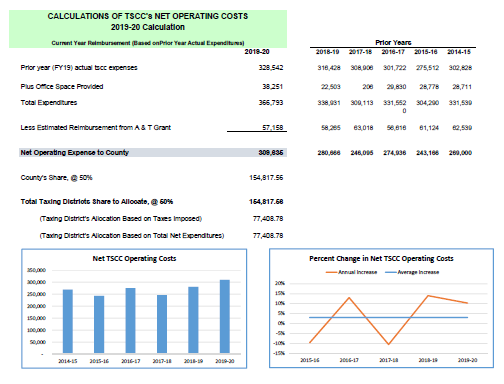 CALCULATIONS OF TSCC's NET OPERATING COSTS
2019-20 Calculation
Current Year Reimbursement (Based onPrior Year Actual Expenditures)
Prior Years
2019-20 2018-19 2017-18 2016-17 2015-16 2014-15
Prior year (FY19) actual tscc expenses 328,542 316,428 308,906 301,722 275,512 302,828
Plus Office Space Provided 38,251 22,503 206 29,830 28,778 28,711
Total Expenditures 366,793 338,931 309,113 331,552 304,290 331,539
0
Less Estimated Reimbursement from A & T Grant 57,158 58,265 63,018 56,616 61,124 62,539
Net Operating Expense to County 309,635 280,666 246,095 274,936 243,166 269,000
County's Share, @ 50% 154,817.56
Total Taxing Districts Share to Allocate, @ 50% 154,817.56
(Taxing District's Allocation Based on Taxes Imposed) 77,408.78
(Taxing District's Allocation Based on Total Net Expenditures) 77,408.78
Net TSCC Operating Costs
350,000
300,000
250,000
200,000
150,000
100,000
50,000
-
2014-15 2015-16 2016-17 2017-18 2018-19 2019-20
Percent Change in Net TSCC Operating Costs
Annual Increase Average Increase
20%
15%
10%
5%
0%
-5%
-10%
-15%
2015-16 2016-17 2017-18 2018-19 2019-20